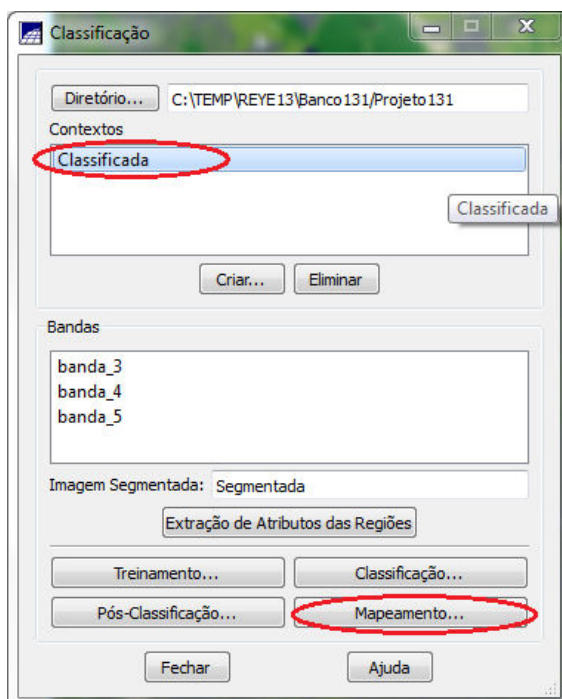 Classificação
Diretório... C:\TEMP\REYE13\Banco131/Projeto131
Contextos
Classificada
Classificada
Criar... Eliminar
Bandas
banda_3
banda_4
banda_5
Imagem Segmentada: Segmentada
Extração de Atributos das Regiões
Treinamento... Classificação...
Pós-Classificação... Mapeamento...
Fechar Ajuda